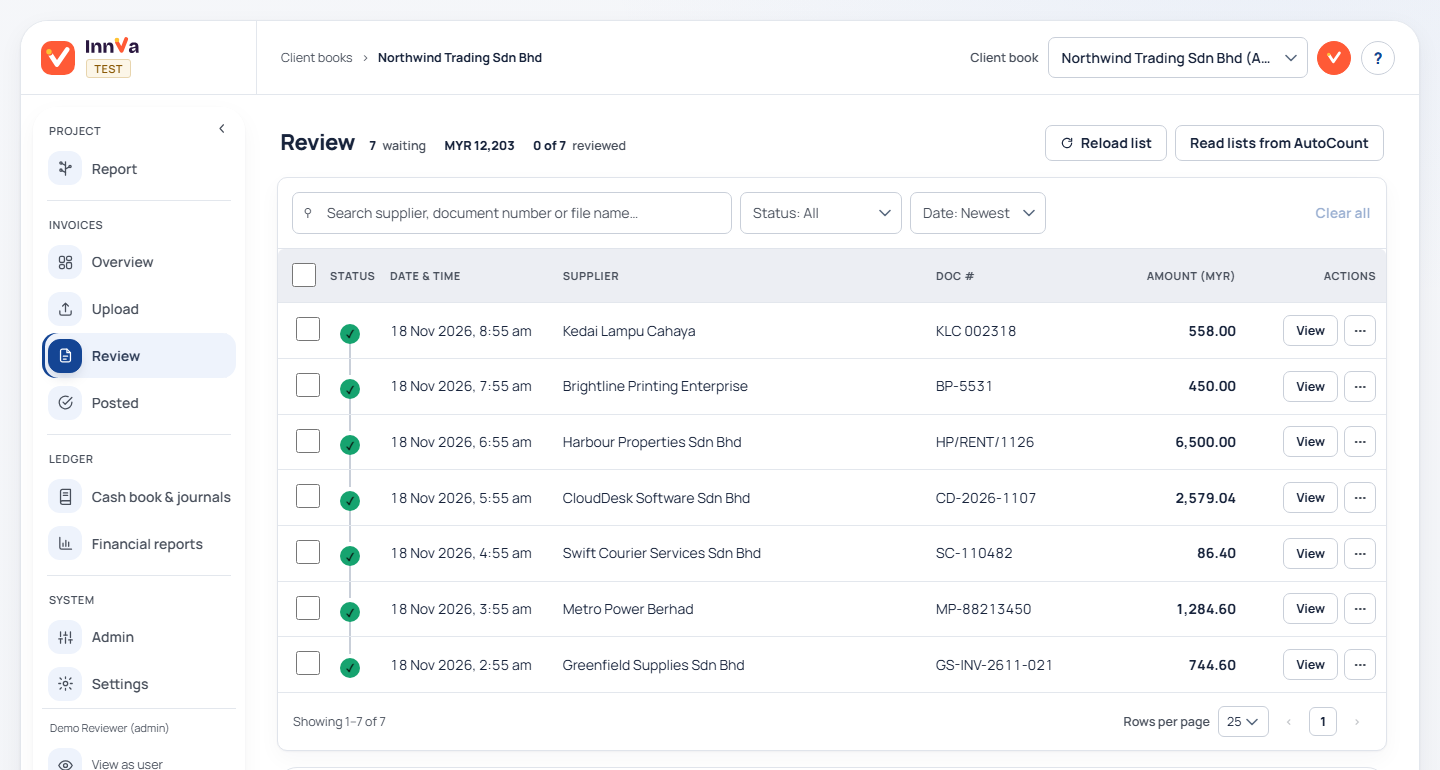 InnVa
TEST
Client books › Northwind Trading Sdn Bhd
Client book
Northwind Trading Sdn Bhd (A...
?
PROJECT
Report
INVOICES
Overview
Upload
Review
Posted
LEDGER
Cash book & journals
Financial reports
SYSTEM
Admin
Settings
Demo Reviewer (admin)
View as user
Review 7 waiting MYR 12,203 0 of 7 reviewed
Reload list
Read lists from AutoCount
Search supplier, document number or file name...
Status: All
Date: Newest
Clear all
STATUS DATE & TIME SUPPLIER DOC # AMOUNT (MYR) ACTIONS
18 Nov 2026, 8:55 am Kedai Lampu Cahaya KLC 002318 558.00 View ···
18 Nov 2026, 7:55 am Brightline Printing Enterprise BP-5531 450.00 View ···
18 Nov 2026, 6:55 am Harbour Properties Sdn Bhd HP/RENT/1126 6,500.00 View ···
18 Nov 2026, 5:55 am CloudDesk Software Sdn Bhd CD-2026-1107 2,579.04 View ···
18 Nov 2026, 4:55 am Swift Courier Services Sdn Bhd SC-110482 86.40 View ···
18 Nov 2026, 3:55 am Metro Power Berhad MP-88213450 1,284.60 View ···
18 Nov 2026, 2:55 am Greenfield Supplies Sdn Bhd GS-INV-2611-021 744.60 View ···
Showing 1–7 of 7
Rows per page 25 ‹ 1 ›